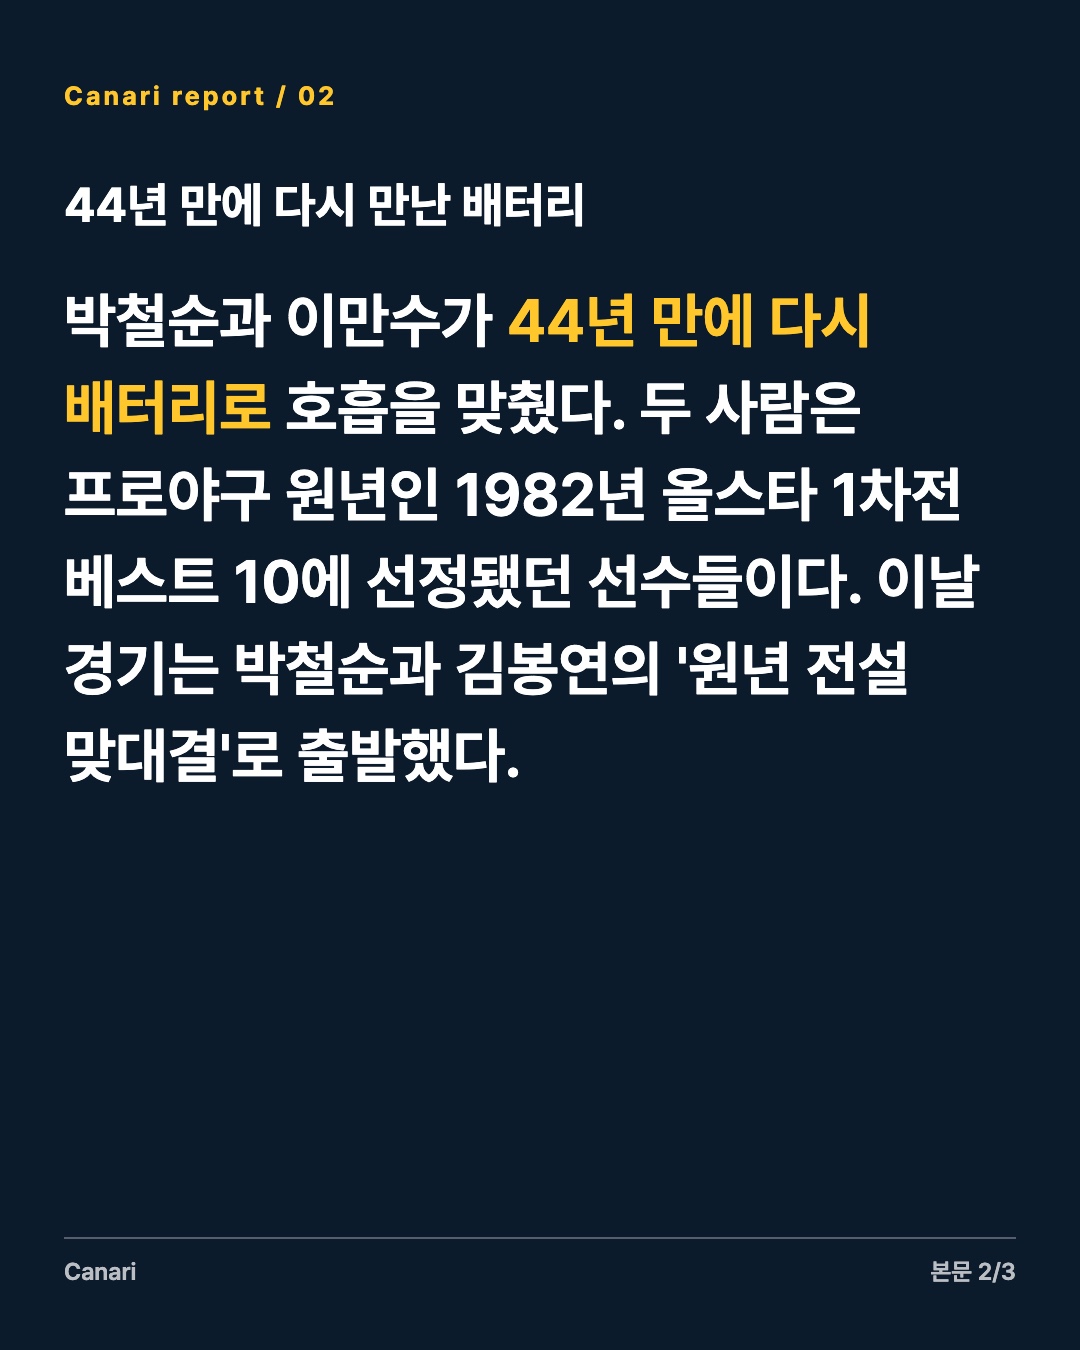 Canari report / 02
44년 만에 다시 만난 배터리
박철순과 이만수가 44년 만에 다시
배터리로 호흡을 맞췄다. 두 사람은
프로야구 원년인 1982년 올스타 1차전
베스트 10에 선정됐던 선수들이다. 이날
경기는 박철순과 김봉연의 '원년 전설
맞대결'로 출발했다.
Canari
본문 2/3